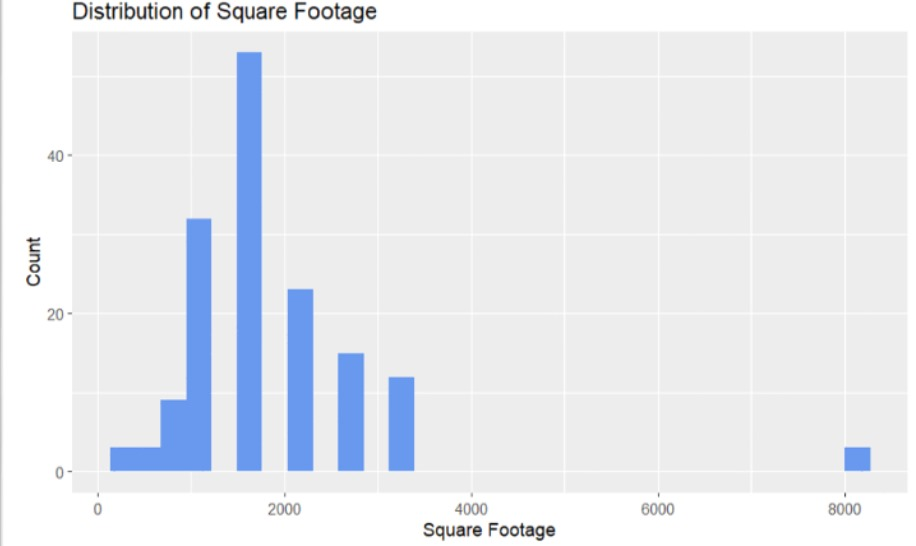 Distribution of Square Footage
40
20
0
Count
0 2000 4000 6000 8000
Square Footage